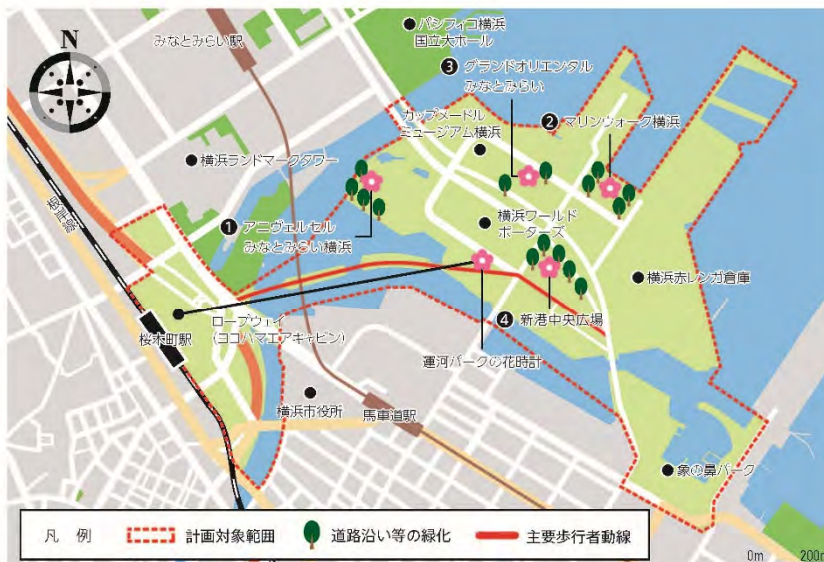 パシフィコ横浜
国立大ホール
みなとみらい駅
N
❸ グランドオリエンタル
みなとみらい
カップヌードル
ミュージアム横浜
❷ マリンウォーク横浜
横浜ランドマークタワー
根岸線
❶ アニヴェルセル
みなとみらい横浜
横浜ワールド
ポーターズ
横浜赤レンガ倉庫
❹ 新港中央広場
ロープウェイ
(ヨコハマエアキャビン)
桜木町駅
運河パークの花時計
横浜市役所
馬車道駅
象の鼻パーク
凡 例
計画対象範囲
道路沿い等の緑化
主要歩行者動線
0m
200m